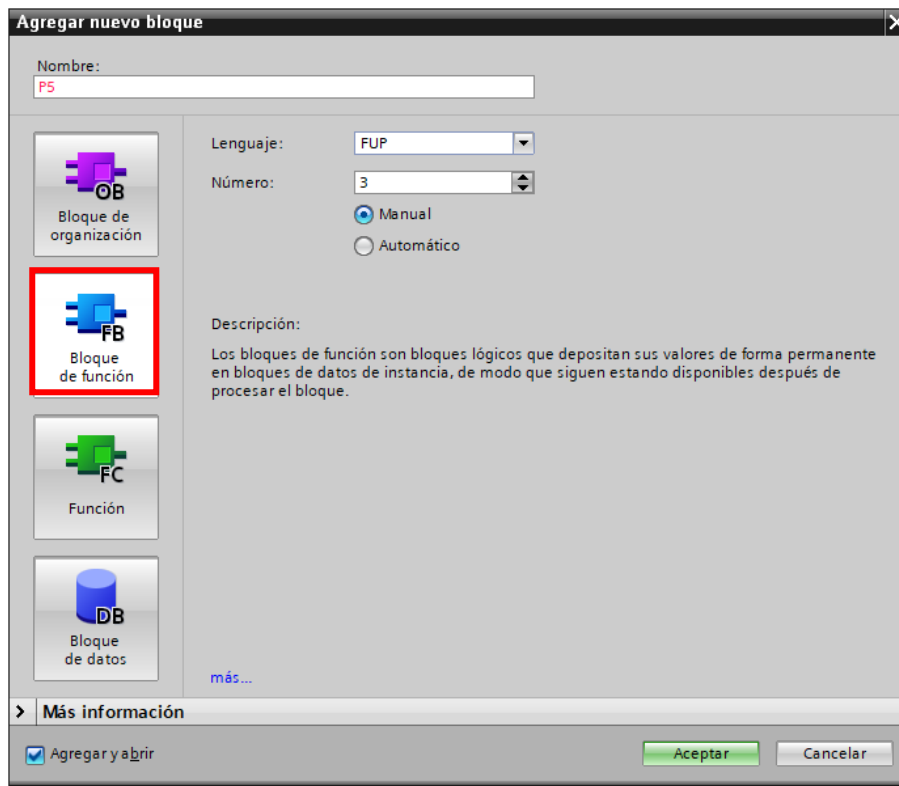 Agregar nuevo bloque
Nombre:
P5
OB
Bloque de
organización
FB
Bloque
de función
FC
Función
DB
Bloque
de datos
Lenguaje:
FUP
Número:
3
Manual
Automático
Descripción:
Los bloques de función son bloques lógicos que depositan sus valores de forma permanente
en bloques de datos de instancia, de modo que siguen estando disponibles después de
procesar el bloque.
más...
Más información
Agregar y abrir
Aceptar
Cancelar